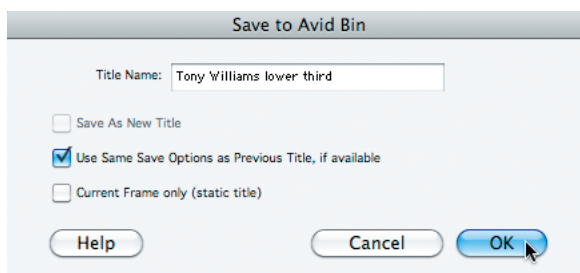 Save to Avid Bin
Title Name: Tony Williams lower third
Save As New Title
Use Same Save Options as Previous Title, if available
Current Frame only (static title)
Help Cancel OK